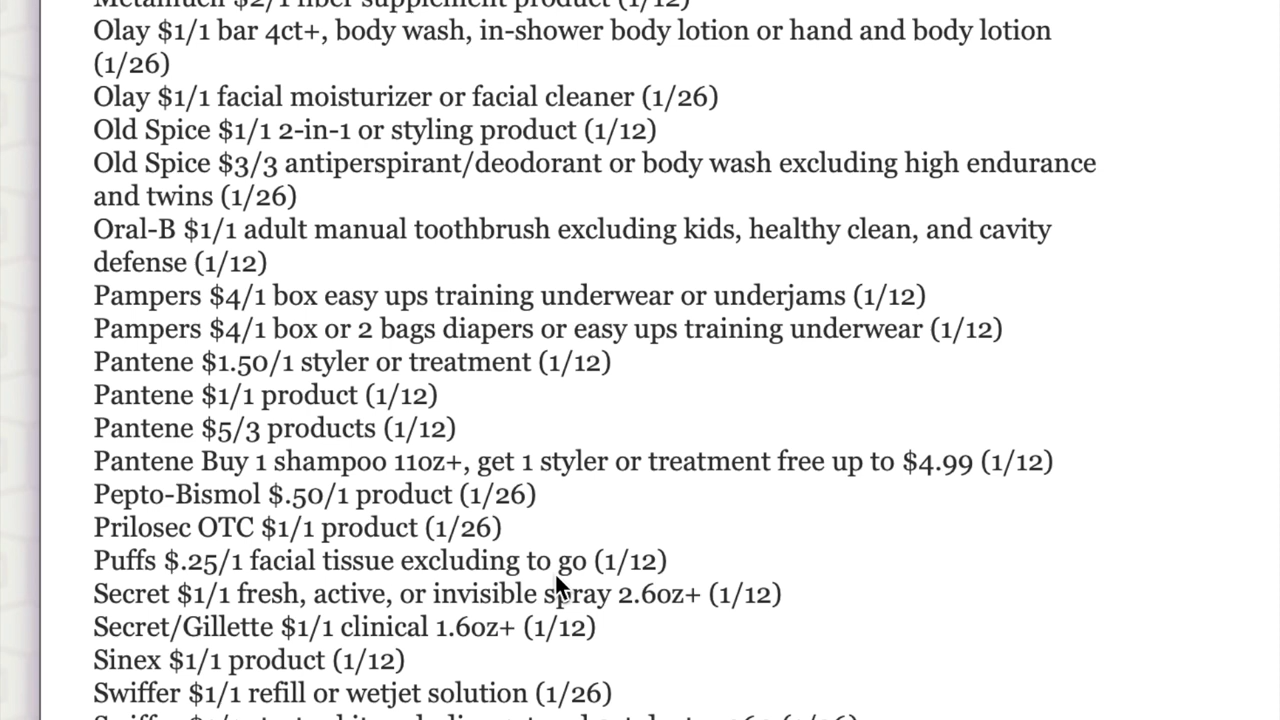 Metamucil $2/1 fiber supplement product (1/12)
Olay $1/1 bar 4ct+, body wash, in-shower body lotion or hand and body lotion
(1/26)
Olay $1/1 facial moisturizer or facial cleaner (1/26)
Old Spice $1/1 2-in-1 or styling product (1/12)
Old Spice $3/3 antiperspirant/deodorant or body wash excluding high endurance
and twins (1/26)
Oral-B $1/1 adult manual toothbrush excluding kids, healthy clean, and cavity
defense (1/12)
Pampers $4/1 box easy ups training underwear or underjams (1/12)
Pampers $4/1 box or 2 bags diapers or easy ups training underwear (1/12)
Pantene $1.50/1 styler or treatment (1/12)
Pantene $1/1 product (1/12)
Pantene $5/3 products (1/12)
Pantene Buy 1 shampoo 11oz+, get 1 styler or treatment free up to $4.99 (1/12)
Pepto-Bismol $.50/1 product (1/26)
Prilosec OTC $1/1 product (1/26)
Puffs $.25/1 facial tissue excluding to go (1/12)
Secret $1/1 fresh, active, or invisible spray 2.6oz+ (1/12)
Secret/Gillette $1/1 clinical 1.6oz+ (1/12)
Sinex $1/1 product (1/12)
Swiffer $1/1 refill or wetjet solution (1/26)
Swiffer